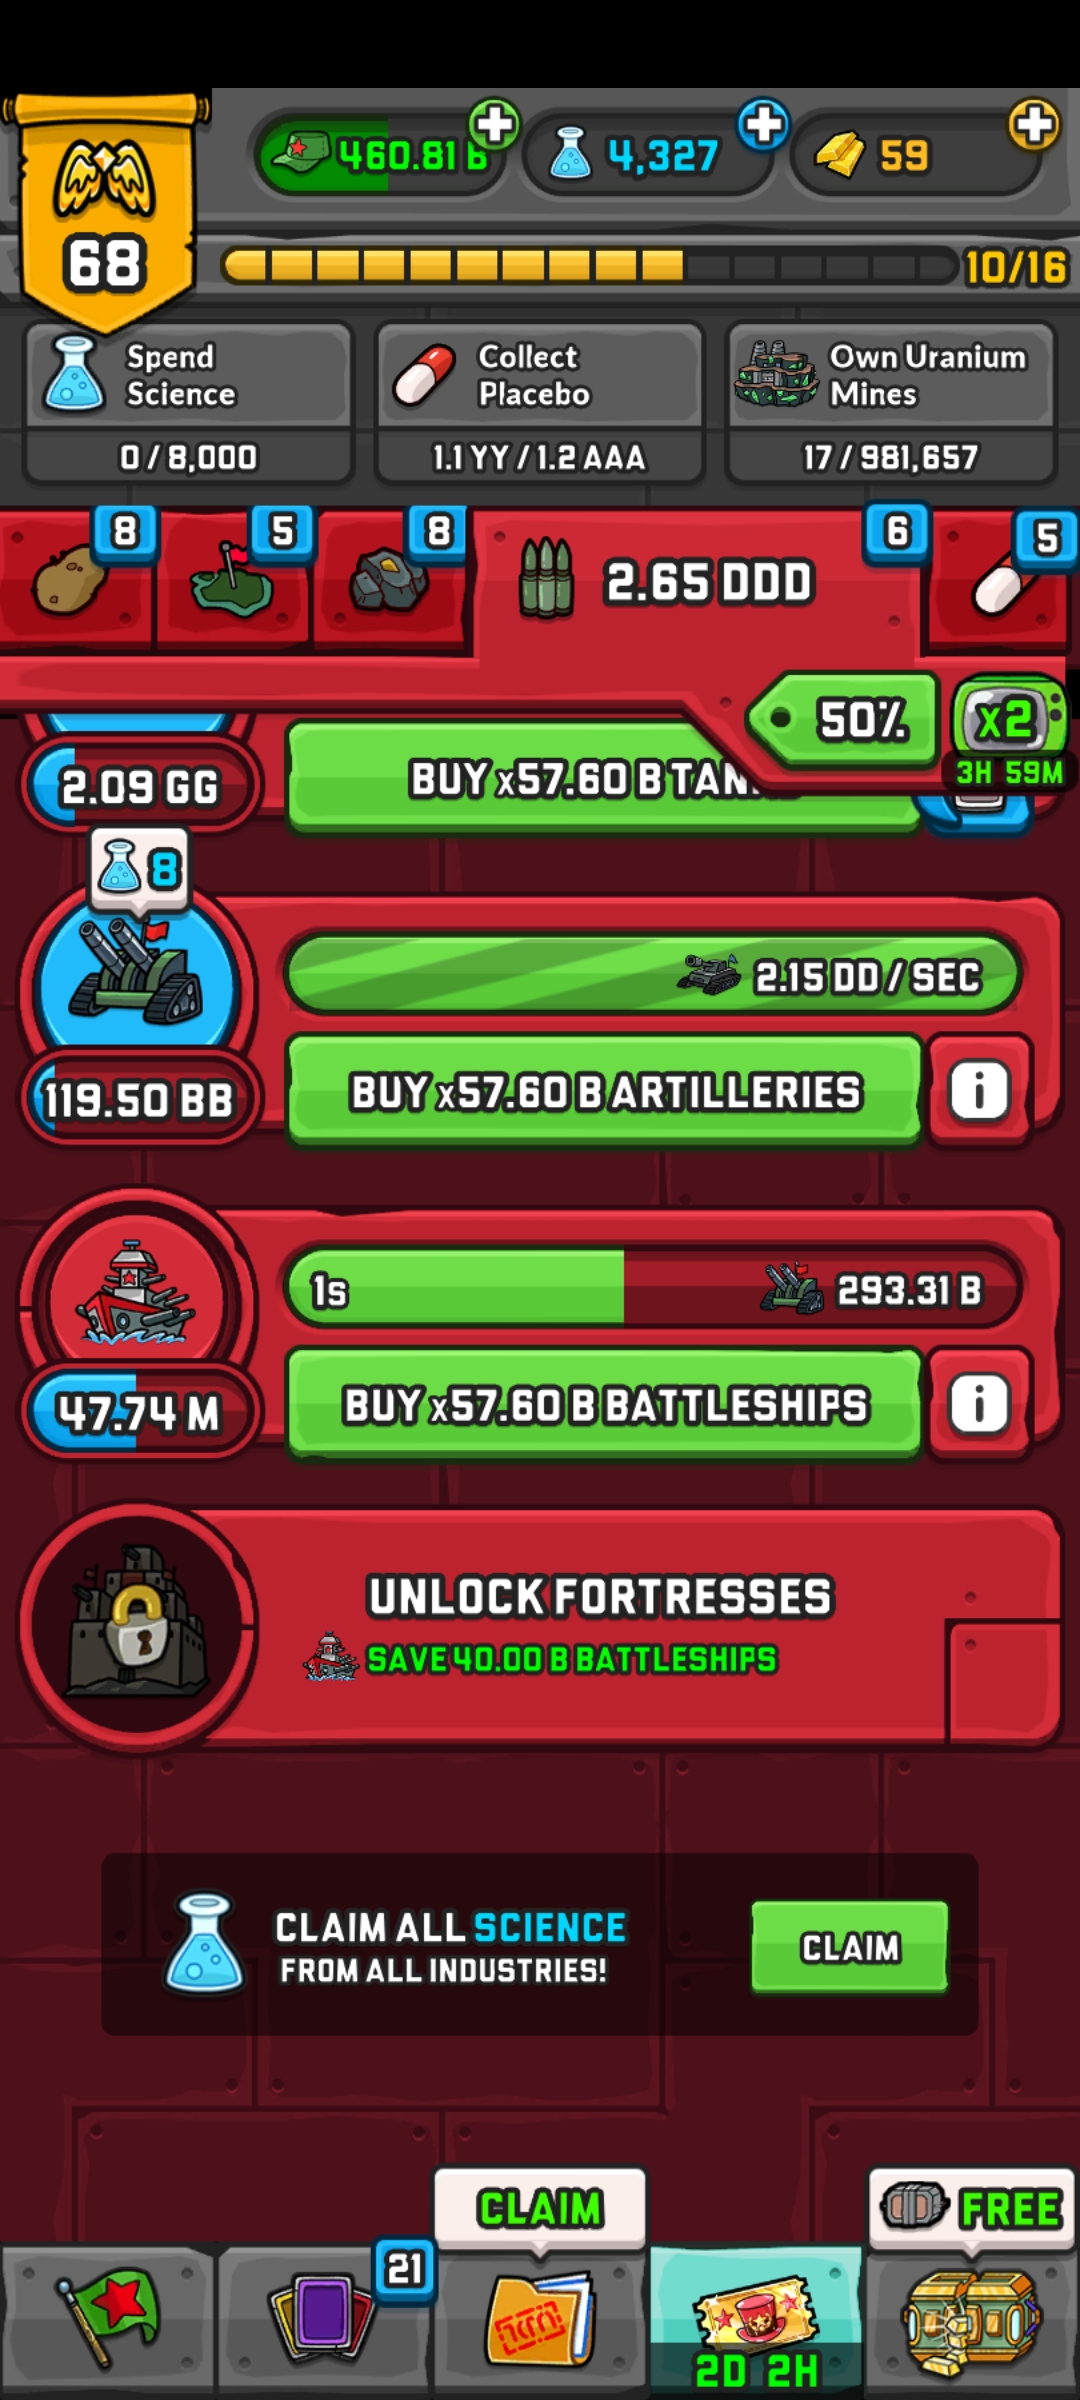 460.81 B
4,327
59
68
10/16
Spend
Science
0 / 8,000
Collect
Placebo
1.1 YY / 1.2 AAA
Own Uranium
Mines
17 / 981,657
8
5
8
2.65 DDD
6
5
50%
x2
3H 59M
2.09 GG
BUY x57.60 B TAN
8
2.15 DD / SEC
119.50 BB
BUY x57.60 B ARTILLERIES
i
1s
293.31 B
47.74 M
BUY x57.60 B BATTLESHIPS
i
UNLOCK FORTRESSES
SAVE 40.00 B BATTLESHIPS
CLAIM ALL SCIENCE
FROM ALL INDUSTRIES!
CLAIM
CLAIM
FREE
21
2D 2H